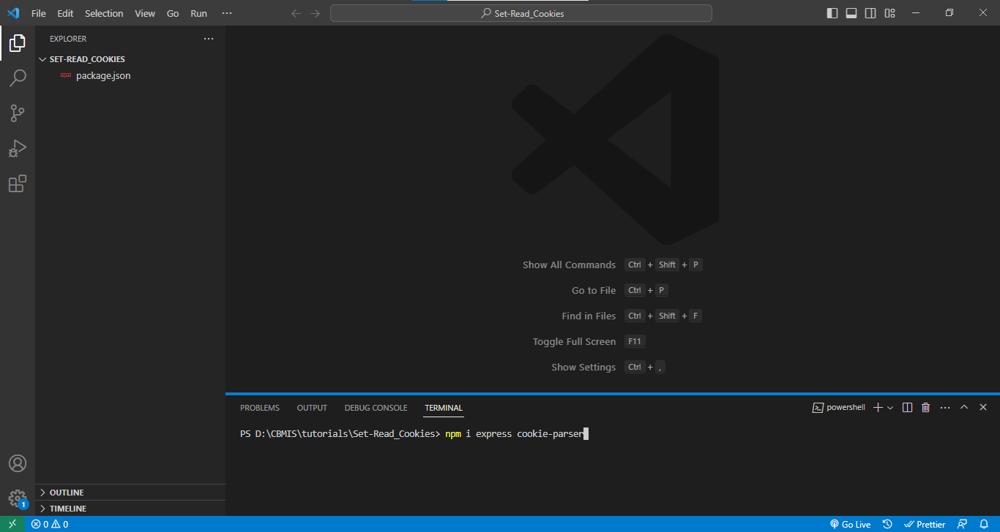 File Edit Selection View Go Run ···
Set-Read_Cookies
EXPLORER ···
SET-READ_COOKIES
package.json
Show All Commands Ctrl + Shift + P
Go to File Ctrl + P
Find in Files Ctrl + Shift + F
Toggle Full Screen F11
Show Settings Ctrl + ,
PROBLEMS OUTPUT DEBUG CONSOLE TERMINAL powershell ···
PS D:\CBMIS\tutorials\Set-Read_Cookies> npm i express cookie-parser
OUTLINE
1
TIMELINE
0 0 Go Live Prettier